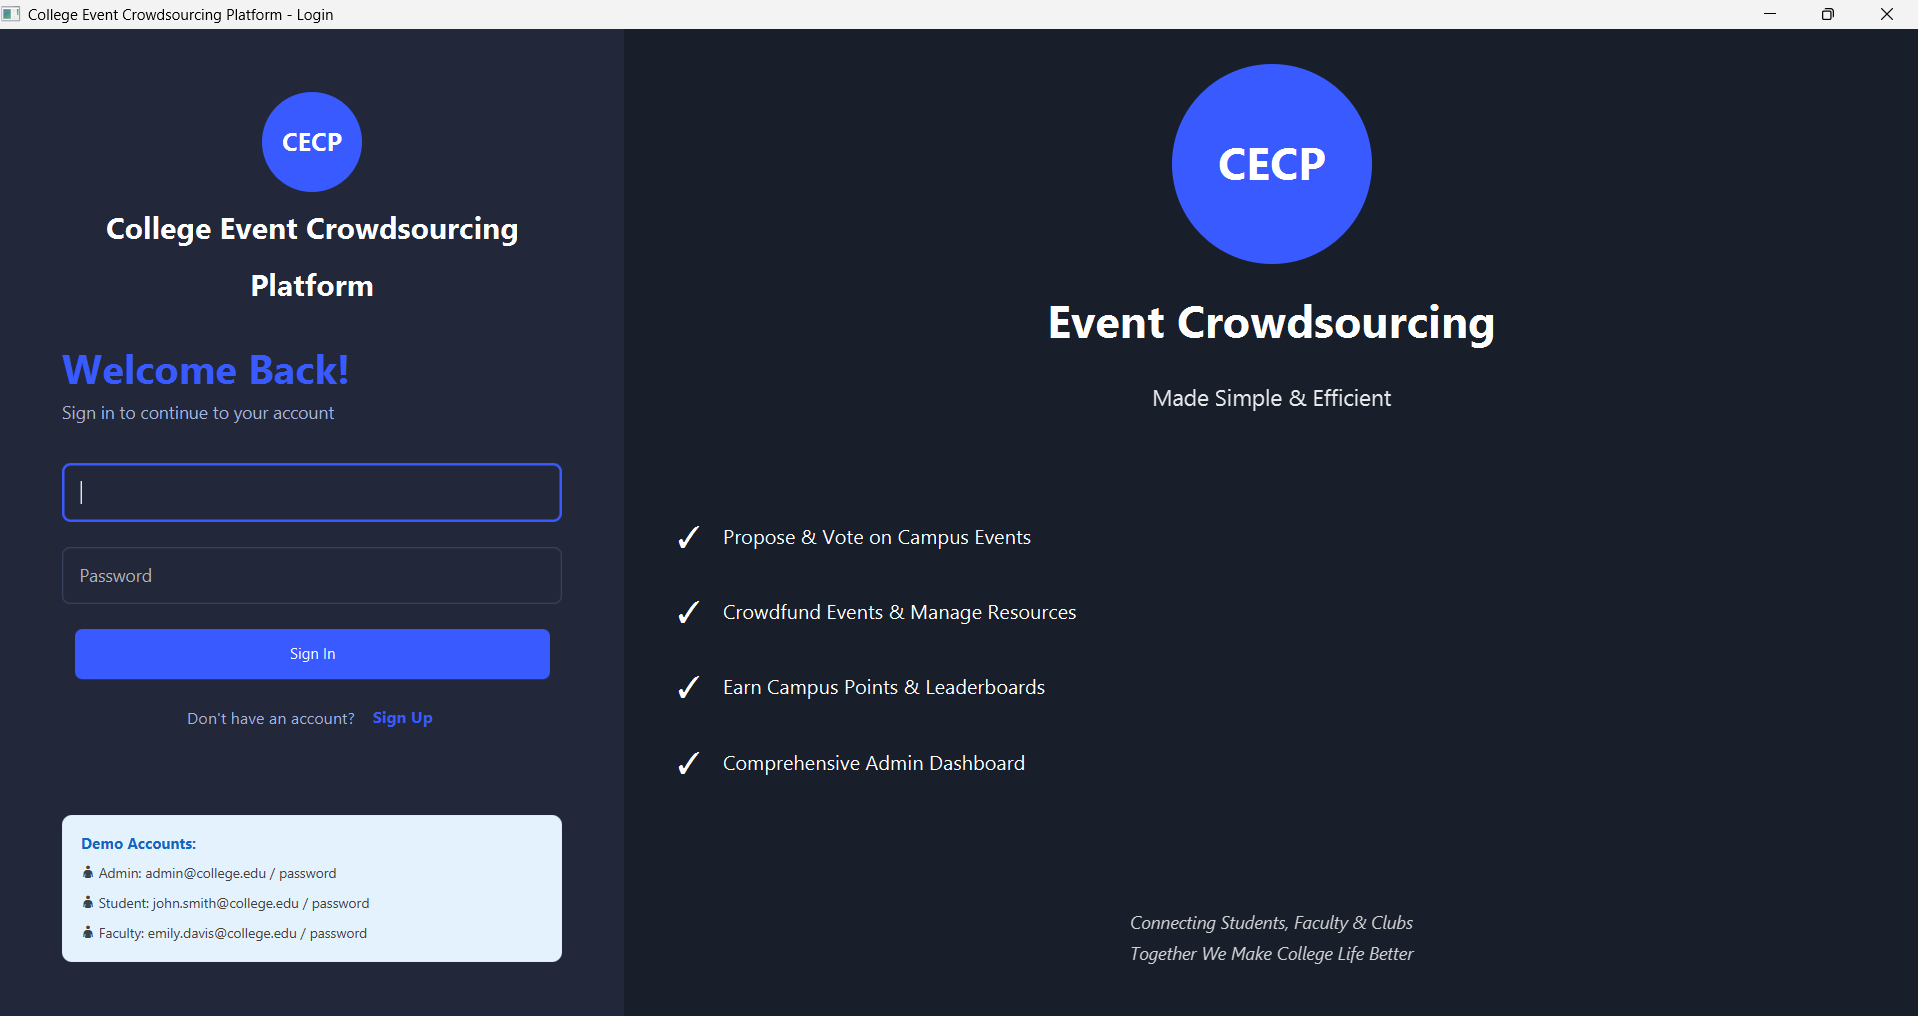 College Event Crowdsourcing Platform - Login
CECP
College Event Crowdsourcing
Platform
Welcome Back!
Sign in to continue to your account
Password
Sign In
Don't have an account? Sign Up
Demo Accounts:
Admin: admin@college.edu / password
Student: john.smith@college.edu / password
Faculty: emily.davis@college.edu / password
CECP
Event Crowdsourcing
Made Simple & Efficient
✓ Propose & Vote on Campus Events
✓ Crowdfund Events & Manage Resources
✓ Earn Campus Points & Leaderboards
✓ Comprehensive Admin Dashboard
Connecting Students, Faculty & Clubs
Together We Make College Life Better